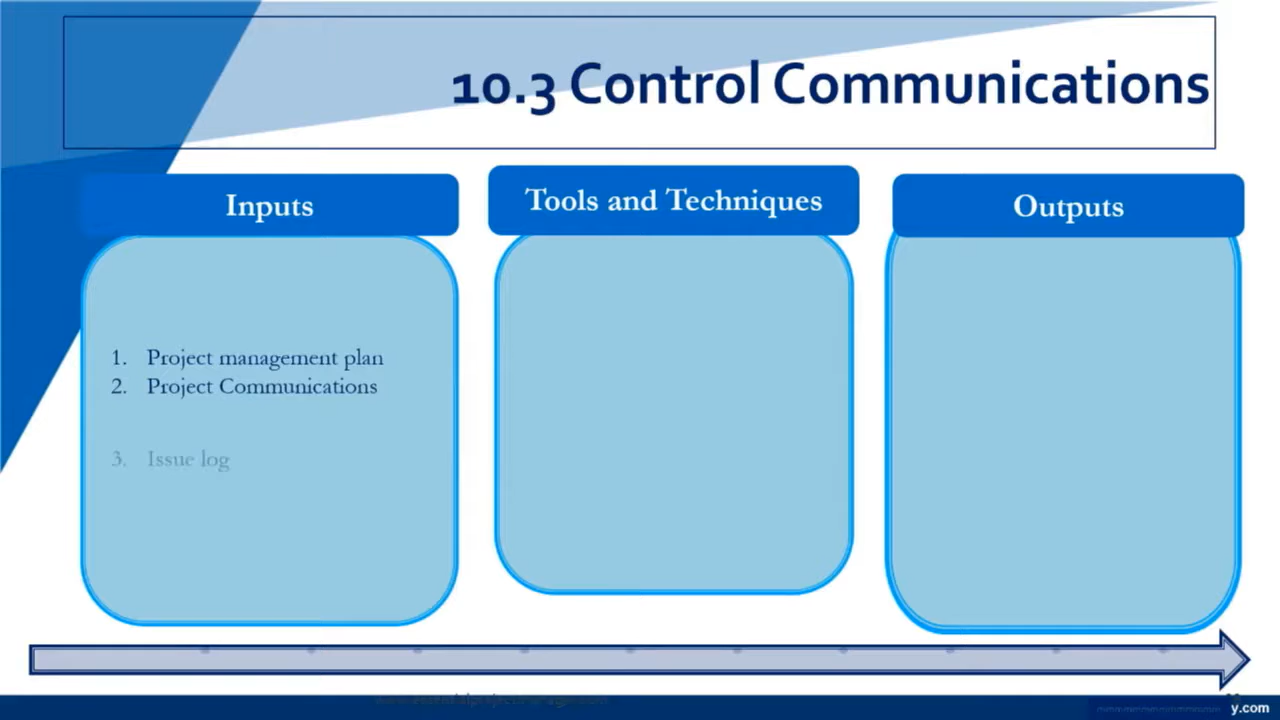 10.3 Control Communications
Inputs
Tools and Techniques
Outputs
1. Project management plan
2. Project Communications
3. Issue log
y.com